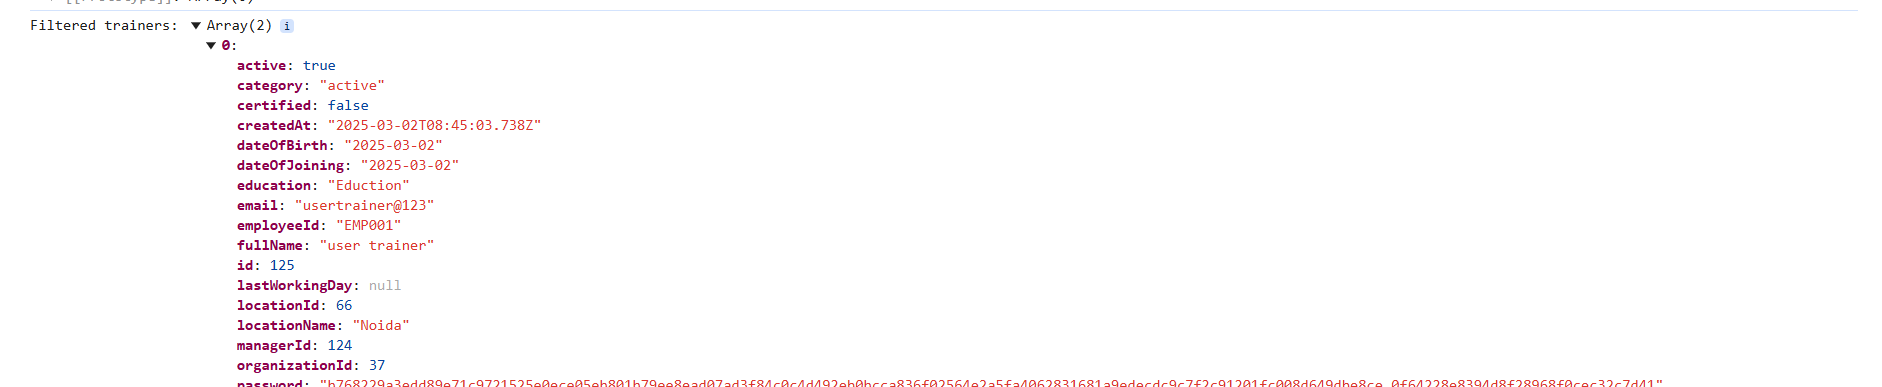 Filtered trainers: ▼ Array(2) i
▼ 0:
active: true
category: "active"
certified: false
createdAt: "2025-03-02T08:45:03.738Z"
dateOfBirth: "2025-03-02"
dateOfJoining: "2025-03-02"
education: "Eduction"
email: "usertrainer@123"
employeeId: "EMP001"
fullName: "user trainer"
id: 125
lastWorkingDay: null
locationId: 66
locationName: "Noida"
managerId: 124
organizationId: 37
password: